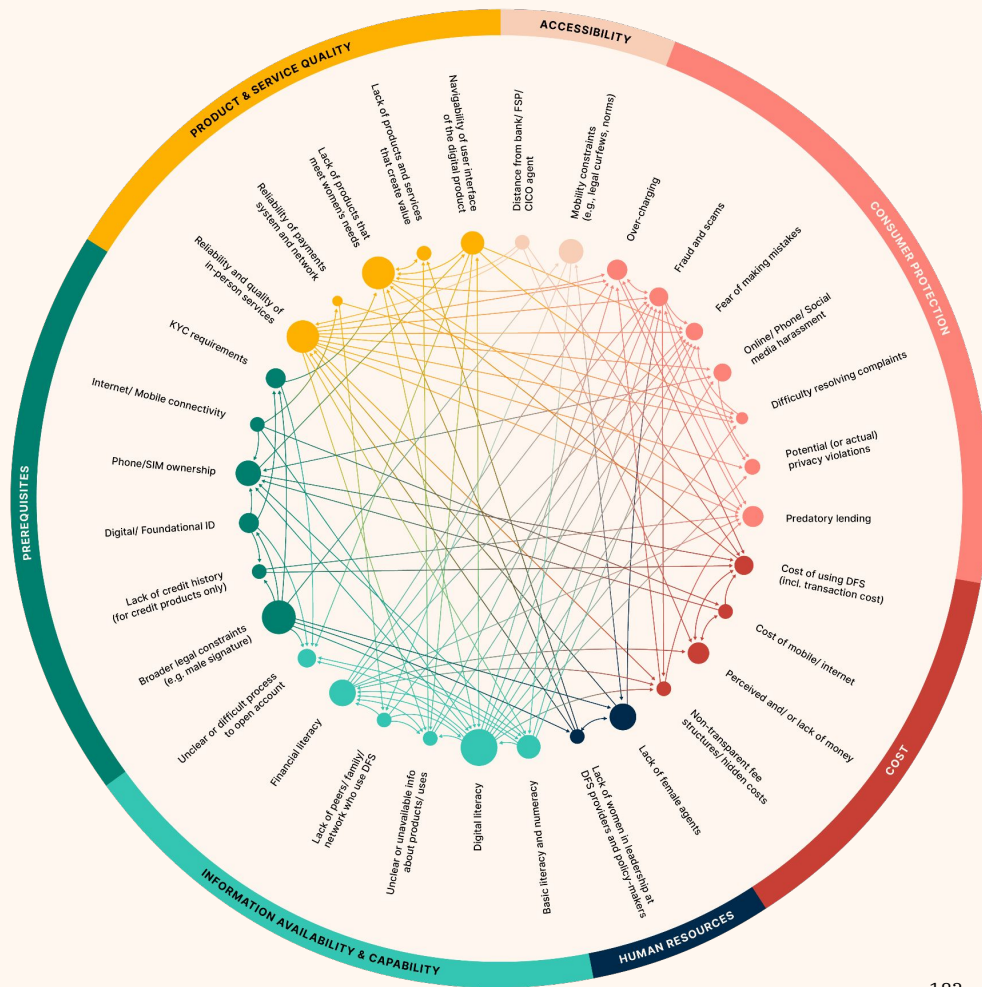 ACCESSIBILITY
CONSUMER PROTECTION
COST
HUMAN RESOURCES
INFORMATION AVAILABILITY & CAPABILITY
PREREQUISITES
PRODUCT & SERVICE QUALITY
Distance from bank/ FSP/
CICO agent
Mobility constraints
(e.g., legal curfews, norms)
Over-charging
Fraud and scams
Fear of making mistakes
Online/ Phone/ Social
media harassment
Difficulty resolving complaints
Potential (or actual)
privacy violations
Predatory lending
Cost of using DFS
(incl. transaction cost)
Cost of mobile/ internet
Perceived and/ or lack of money
Non-transparent fee
structures/ hidden costs
Lack of female agents
Lack of women in leadership at
DFS providers and policy-makers
Basic literacy and numeracy
Digital literacy
Unclear or unavailable info
about products/ uses
Lack of peers/ family/
network who use DFS
Financial literacy
Unclear or difficult process
to open account
Broader legal constraints
(e.g. male signature)
Lack of credit history
(for credit products only)
Digital/ Foundational ID
Phone/SIM ownership
Internet/ Mobile connectivity
KYC requirements
Reliability and quality of
in-person services
Reliability of payments
system and network
Lack of products that
meet women's needs
Lack of products and services
that create value
Navigability of user interface
of the digital product